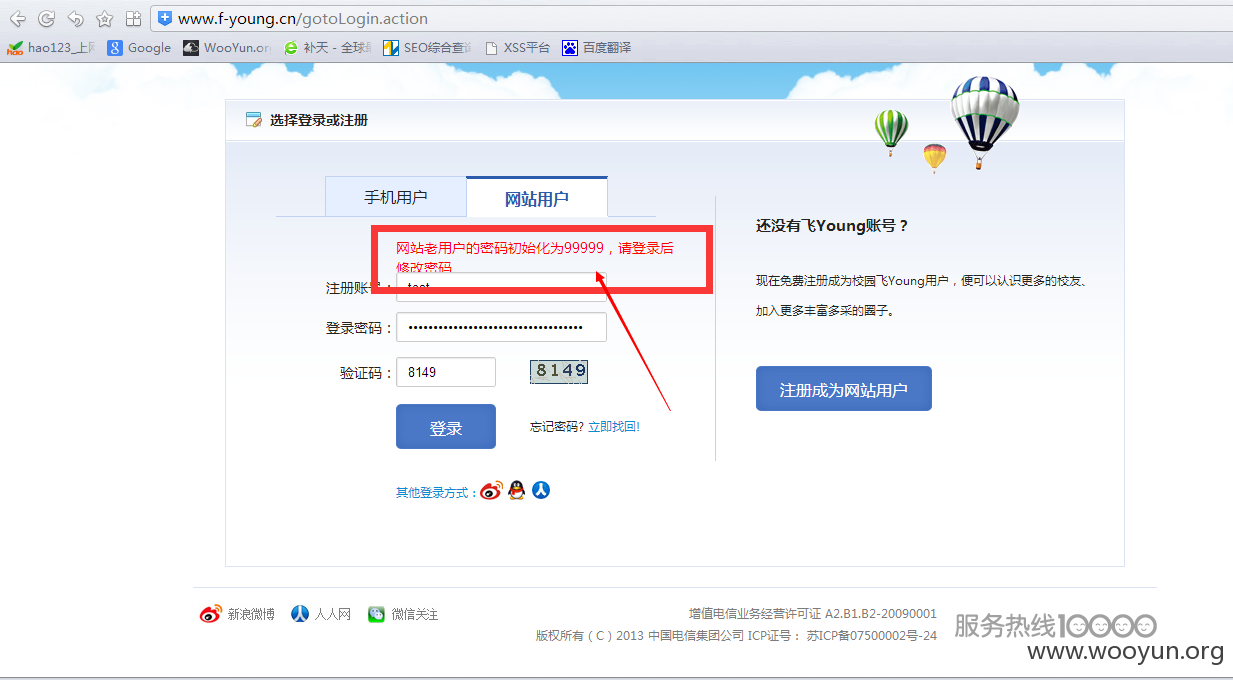 www.f-young.cn/gotoLogin.action
hao123_上网
Google
WooYun.or
补天 - 全球
SEO综合查询
XSS平台
百度翻译
选择登录或注册
手机用户
网站用户
网站老用户的密码初始化为99999，请登录后
修改密码
注册账号：
test
登录密码：
••••••••••••••••••••••••••••••••••
验证码：
8149
8149
登录
忘记密码? 立即找回!
其他登录方式：
还没有飞Young账号？
现在免费注册成为校园飞Young用户，便可以认识更多的校友、
加入更多丰富多采的圈子。
注册成为网站用户
新浪微博
人人网
微信关注
增值电信业务经营许可证 A2.B1.B2-20090001
版权所有（C）2013 中国电信集团公司 ICP证号： 苏ICP备07500002号-24
服务热线10000
www.wooyun.org